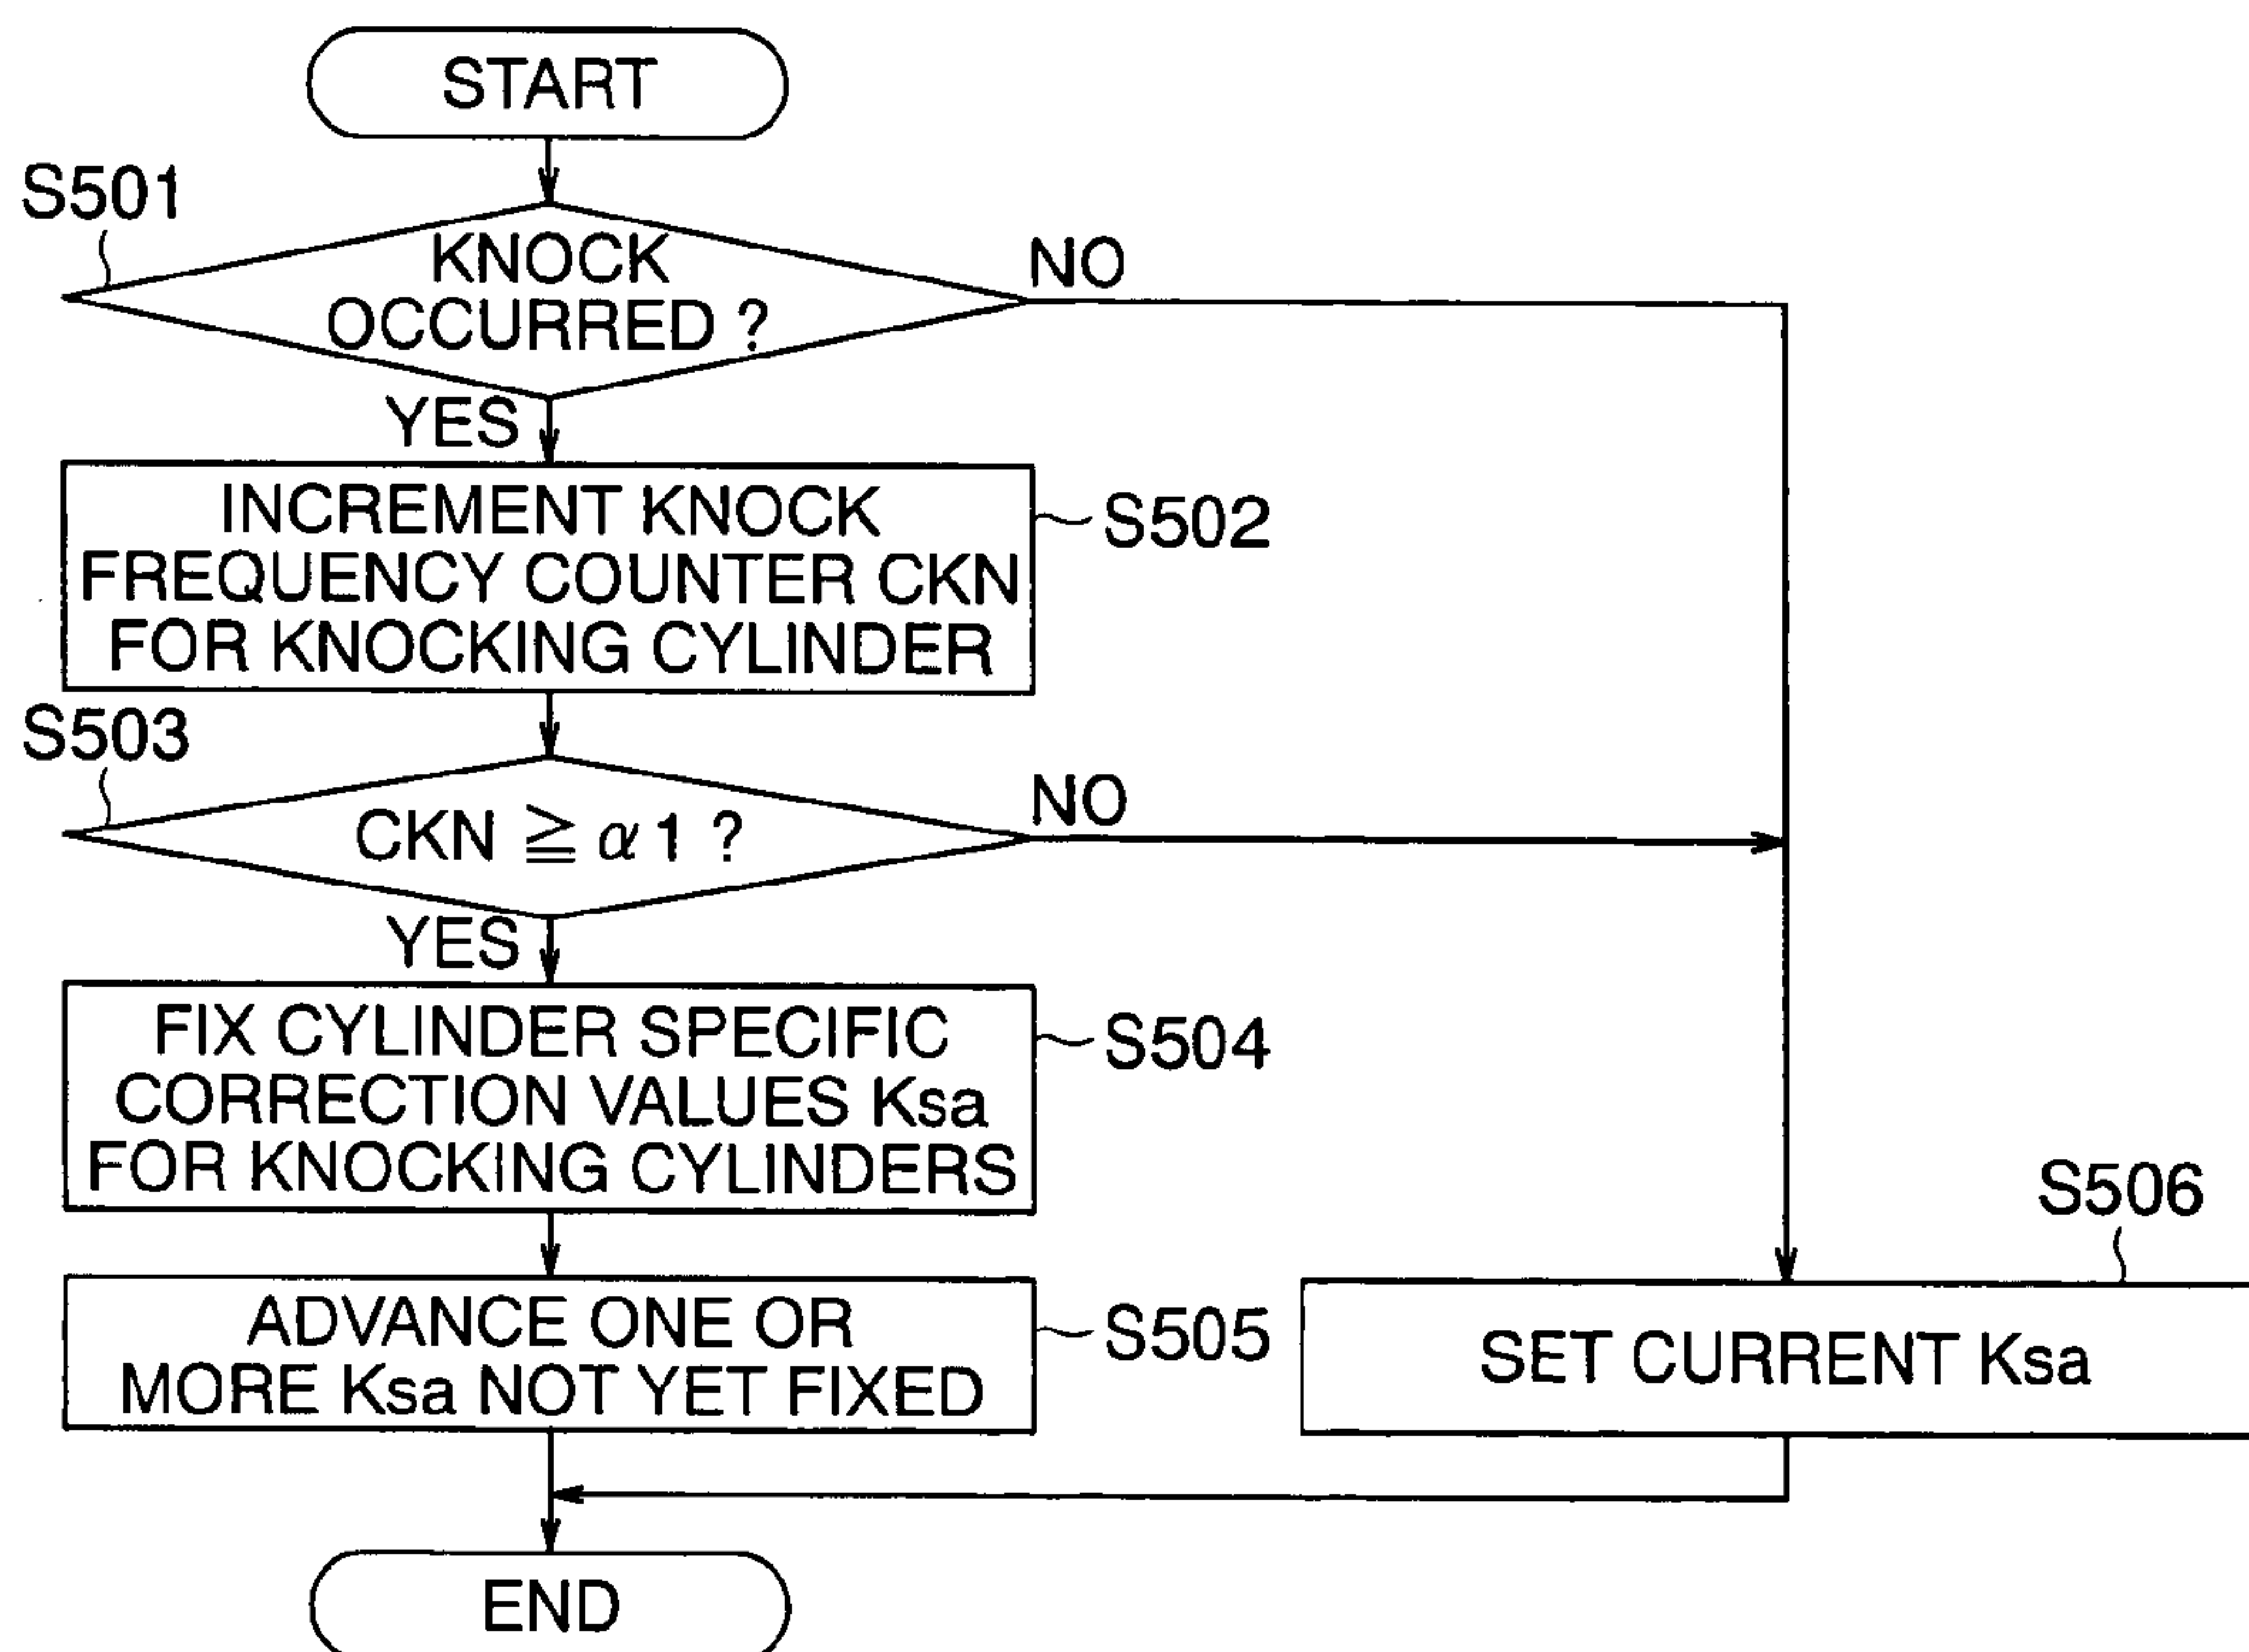 START
S501
KNOCK
OCCURRED ?
NO
YES
INCREMENT KNOCK
FREQUENCY COUNTER CKN
FOR KNOCKING CYLINDER
S502
S503
CKN ≧ α1 ?
NO
YES
FIX CYLINDER SPECIFIC
CORRECTION VALUES Ksa
FOR KNOCKING CYLINDERS
S504
ADVANCE ONE OR
MORE Ksa NOT YET FIXED
S505
S506
SET CURRENT Ksa
END